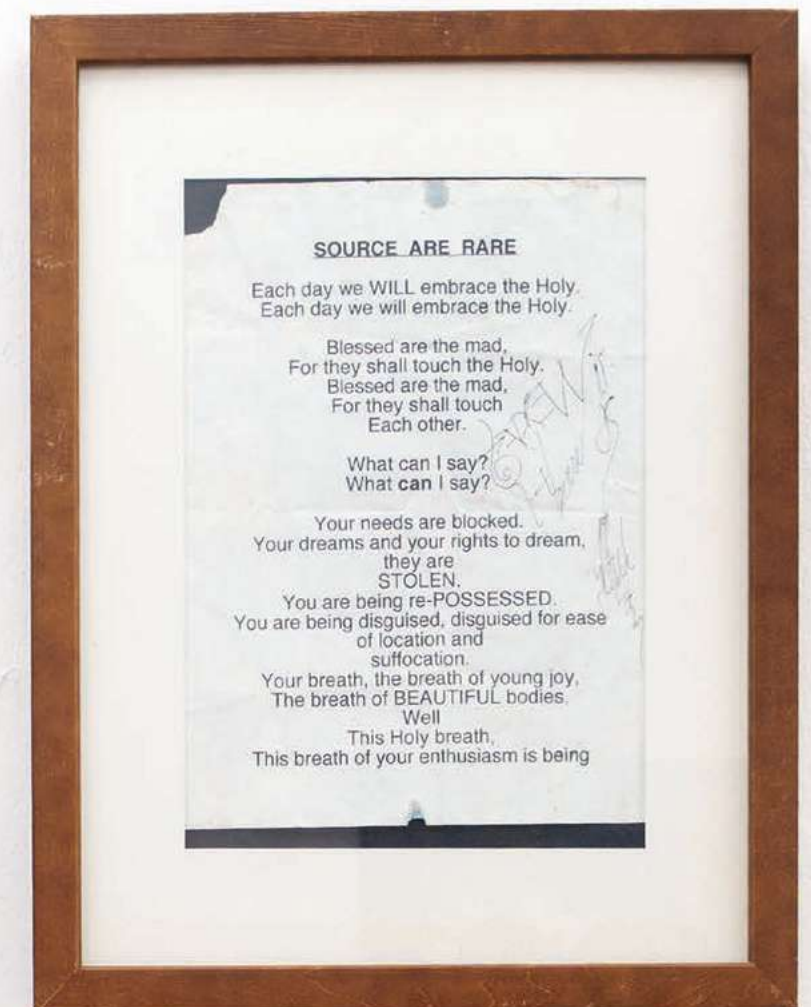 SOURCE ARE RARE
Each day we WILL embrace the Holy.
Each day we will embrace the Holy.
Blessed are the mad,
For they shall touch the Holy.
Blessed are the mad,
For they shall touch
Each other.
What can I say?
What can I say?
Your needs are blocked.
Your dreams and your rights to dream,
they are
STOLEN.
You are being re-POSSESSED.
You are being disguised, disguised for ease
of location and
suffocation.
Your breath, the breath of young joy,
The breath of BEAUTIFUL bodies.
Well
This Holy breath,
This breath of your enthusiasm is being